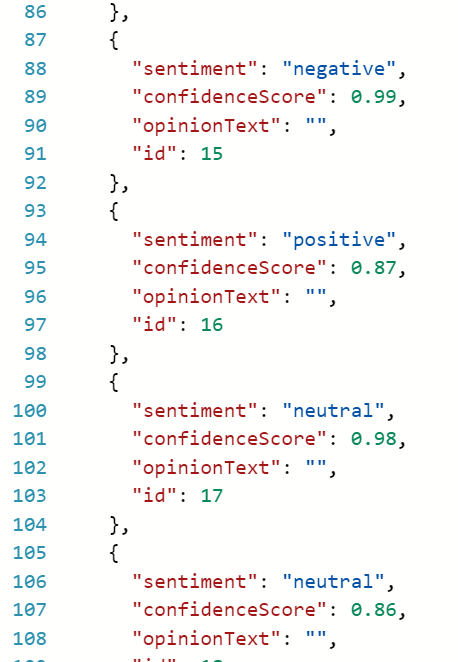 86 },
87 {
88 "sentiment": "negative",
89 "confidenceScore": 0.99,
90 "opinionText": "",
91 "id": 15
92 },
93 {
94 "sentiment": "positive",
95 "confidenceScore": 0.87,
96 "opinionText": "",
97 "id": 16
98 },
99 {
100 "sentiment": "neutral",
101 "confidenceScore": 0.98,
102 "opinionText": "",
103 "id": 17
104 },
105 {
106 "sentiment": "neutral",
107 "confidenceScore": 0.86,
108 "opinionText": "",